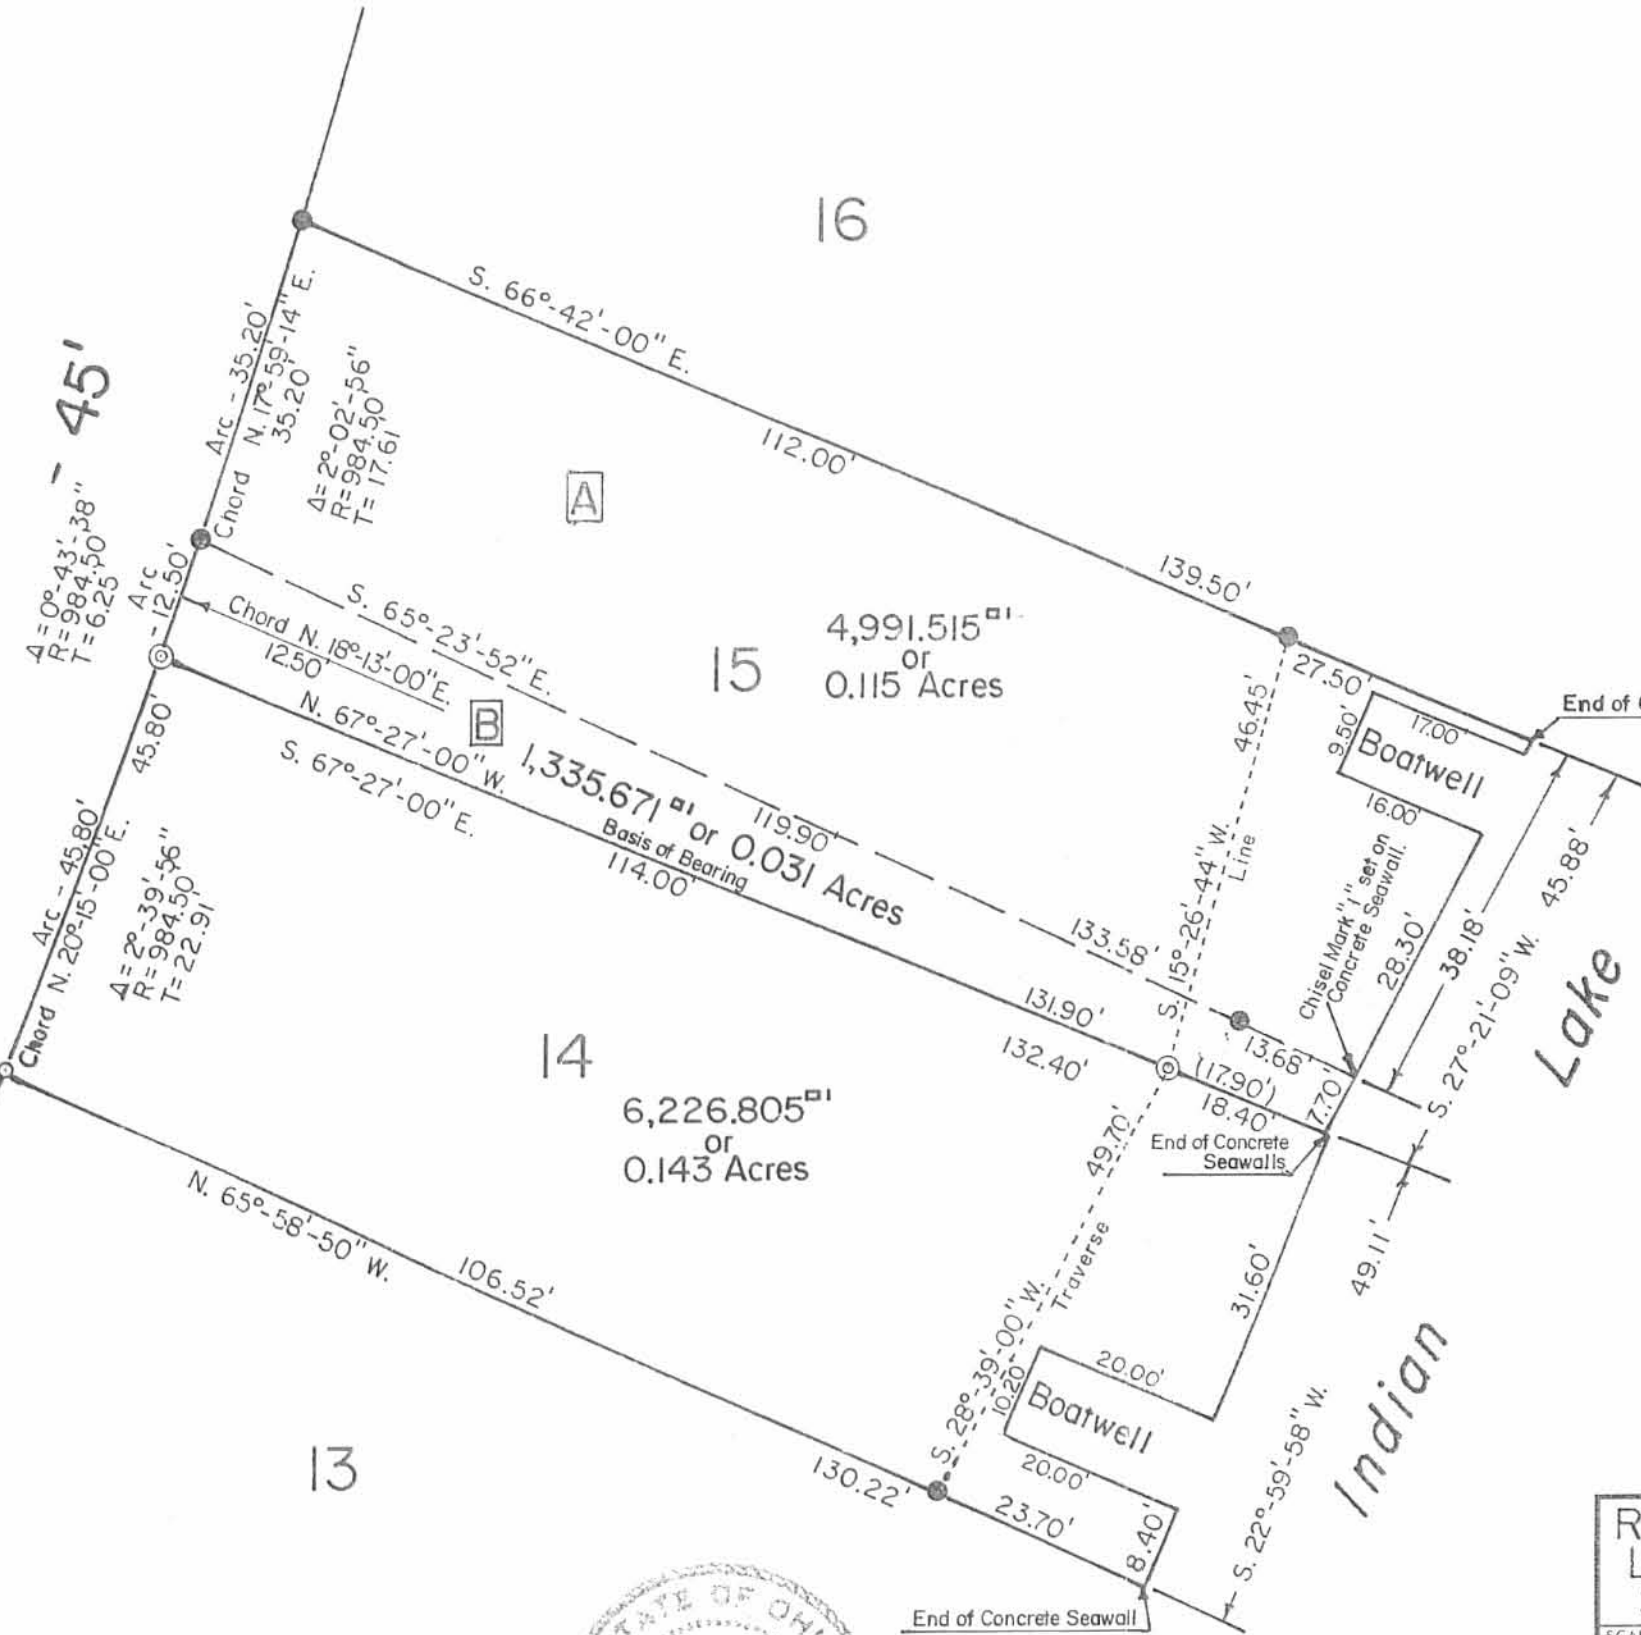 16
S. 66°-42'-00" E.
112.00'
139.50'
27.50'
- 45'
Arc - 35.20'
Chord N. 17°-59'-14" E.
35.20'
Δ= 2°-02'-56"
R=984.50'
T= 17.61'
A
Δ= 0°-43'-38"
R=984.50'
T= 6.25
Arc
- 12.50'
Chord N. 18°-13'-00"E.
12.50'
S. 65°-23'-52" E.
119.90'
133.58'
13.68'
15
4,991.515□'
or
0.115 Acres
B
1,335.671□' or 0.031 Acres
N. 67°-27'-00" W.
S. 67°-27'-00" E.
Basis of Bearing
114.00'
131.90'
132.40'
(17.90')
18.40'
7.70'
46.45'
S. 15°-26'-44" W.
Line
9.50'
17.00'
Boatwell
16.00'
End of
Chisel Mark "1" set on
Concrete Seawall.
28.30'
38.18'
45.88'
S. 27°-21'-09" W.
Lake
45.80'
Arc - 45.80'
Chord N. 20°-15'-00"E.
Δ= 2°-39'-56"
R= 984.50'
T= 22.91'
14
6,226.805□'
or
0.143 Acres
End of Concrete
Seawalls
49.70'
Traverse
S. 28°-39'-00" W.
31.60'
49.11'
N. 65°-58'-50" W.
106.52'
130.22'
23.70'
10.20'
20.00'
Boatwell
20.00'
8.40'
S. 22°-59'-58" W.
Indian
13
End of Concrete Seawall
STATE OF OH
R
L